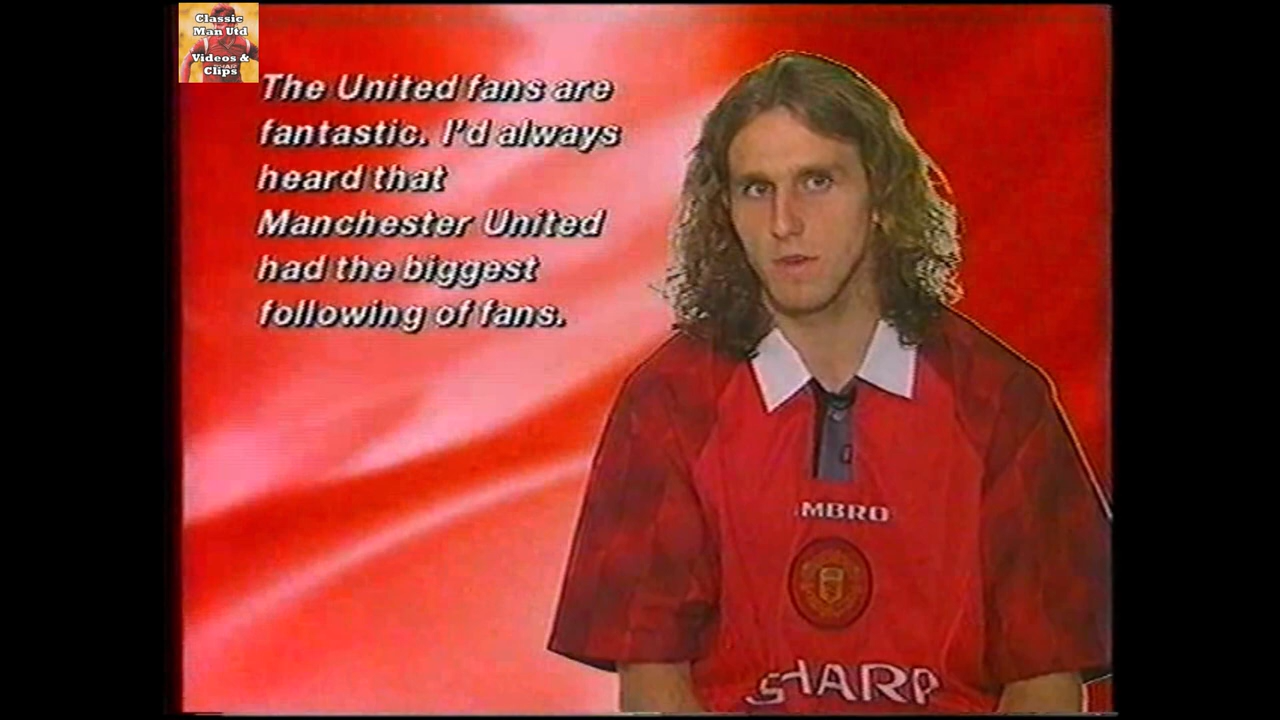 Classic
Man Utd
Videos &
Clips
The United fans are
fantastic. I'd always
heard that
Manchester United
had the biggest
following of fans.
MBRO
SHARP